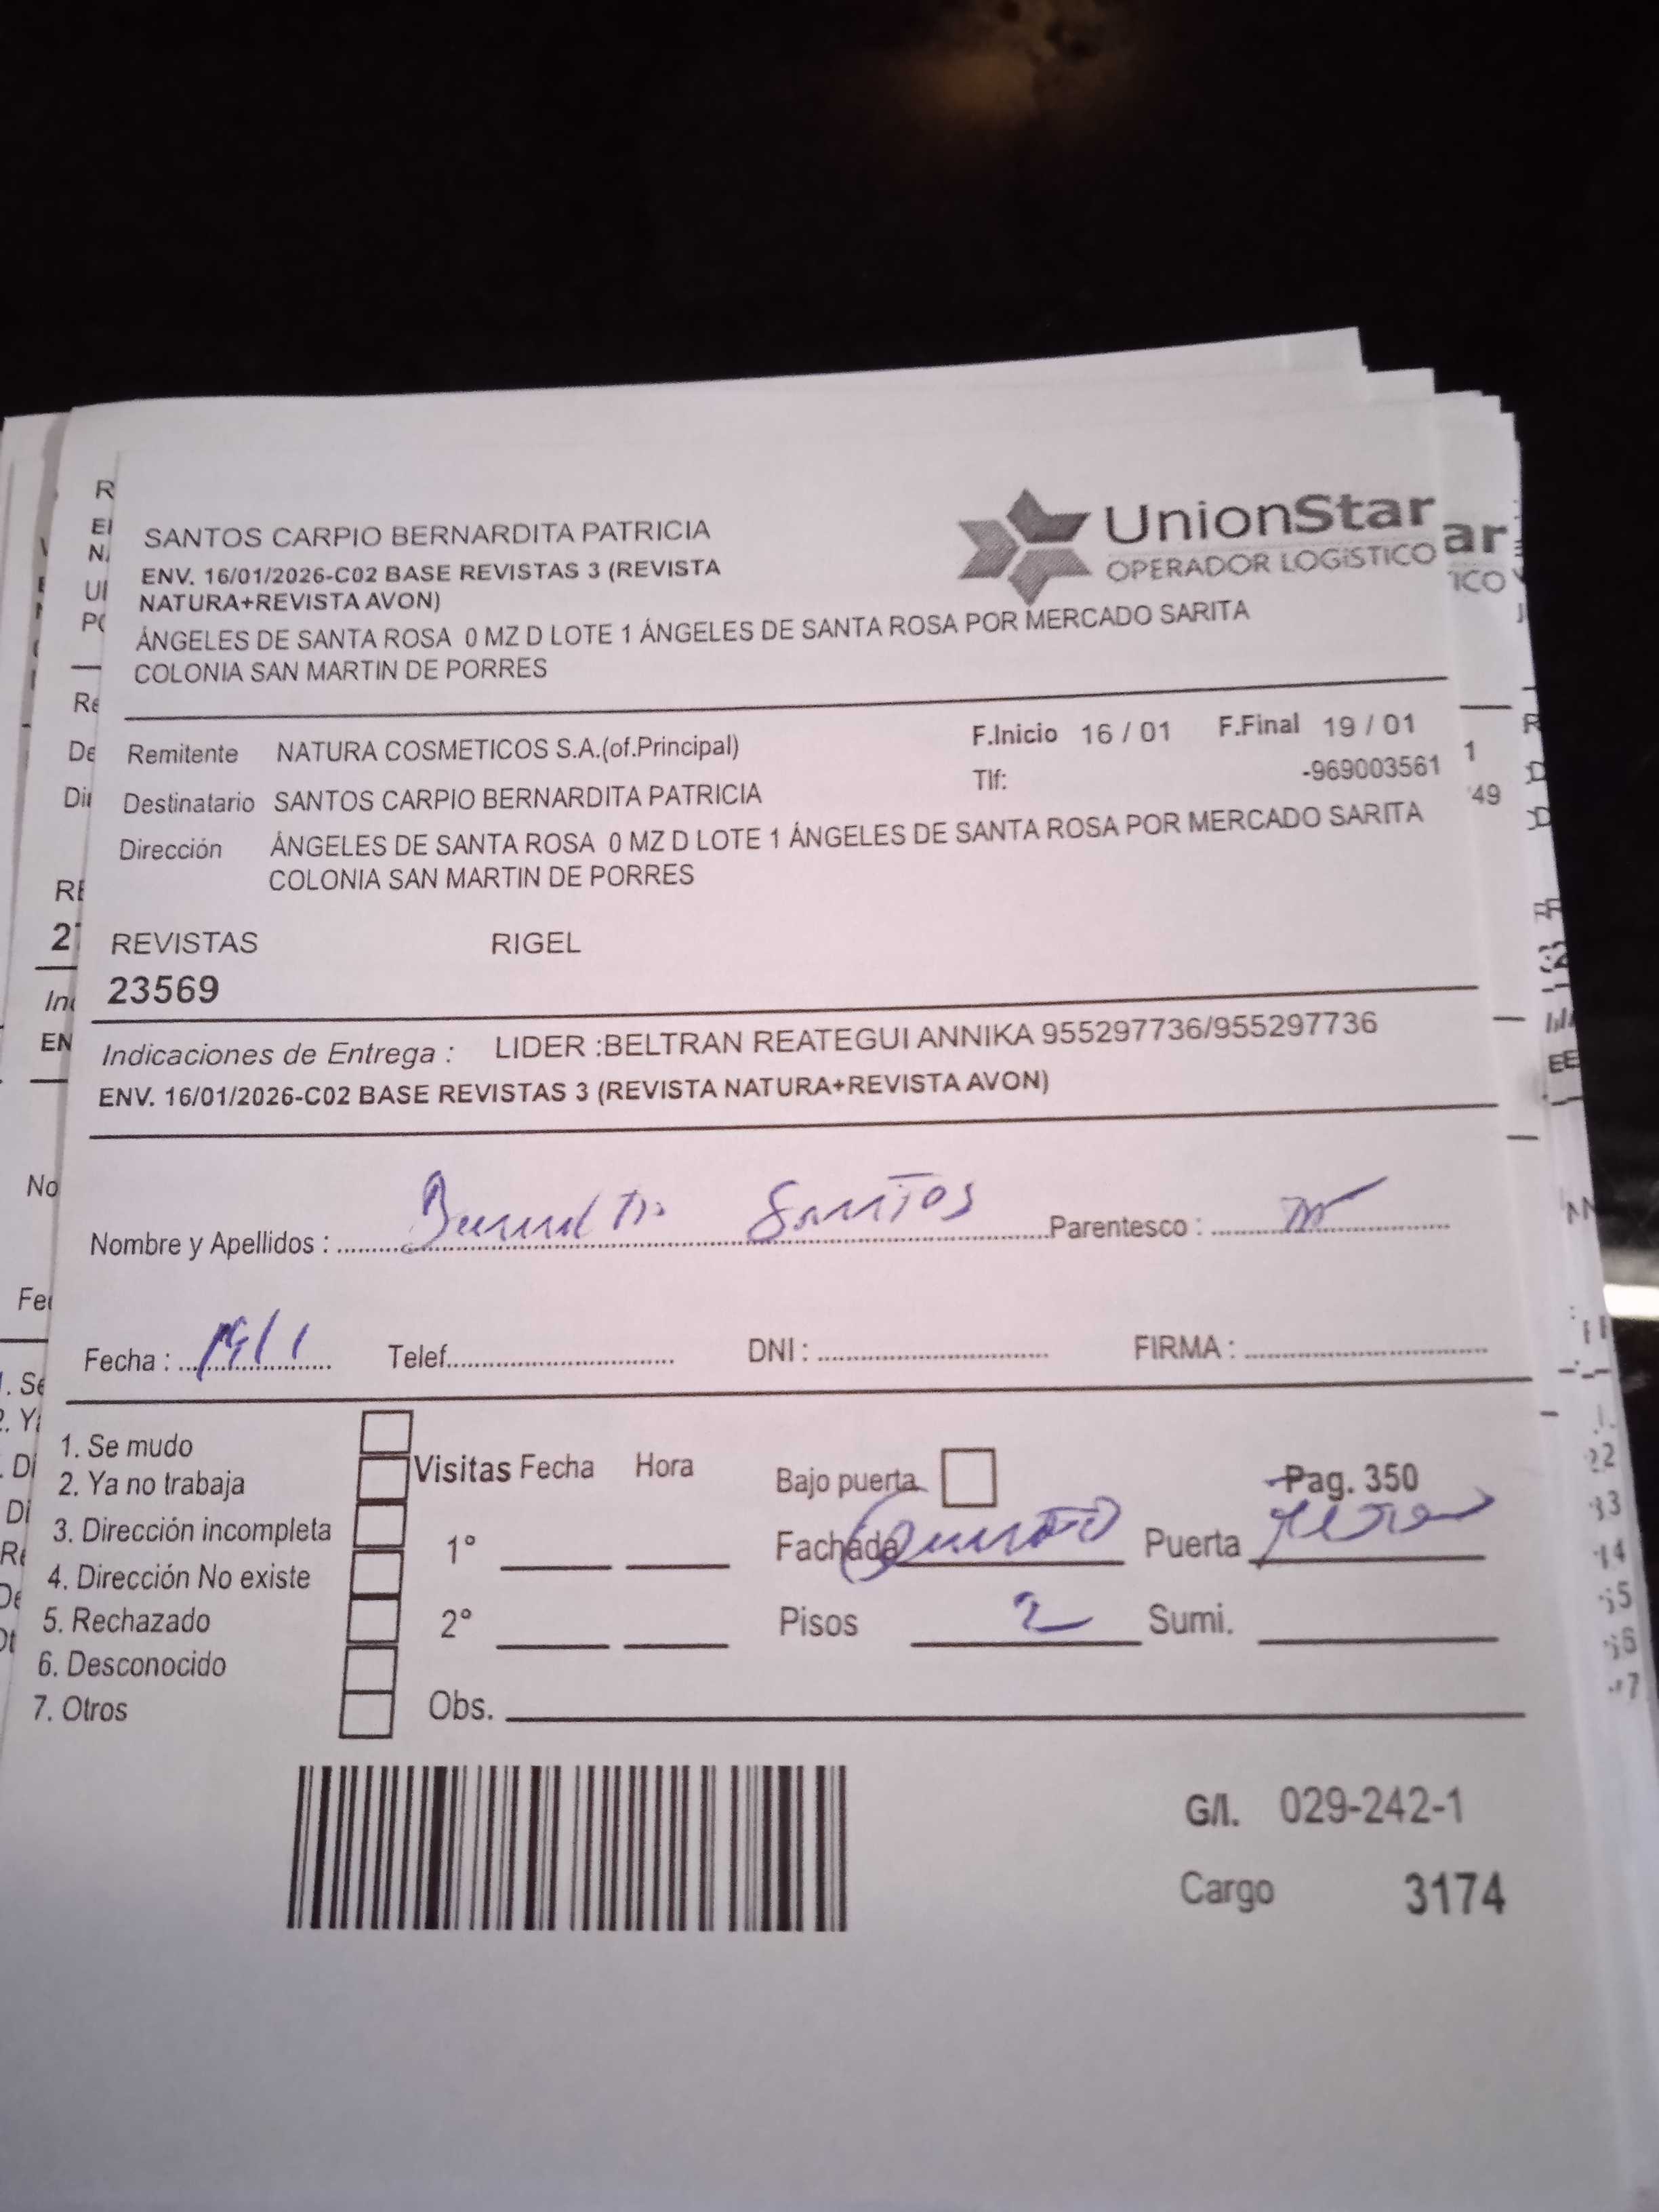 SANTOS CARPIO BERNARDITA PATRICIA
ENV. 16/01/2026-C02 BASE REVISTAS 3 (REVISTA
NATURA+REVISTA AVON)
UnionStar
OPERADOR LOGíSTICO
ÁNGELES DE SANTA ROSA 0 MZ D LOTE 1 ÁNGELES DE SANTA ROSA POR MERCADO SARITA
COLONIA SAN MARTIN DE PORRES
F.Inicio 16 / 01 F.Final 19 / 01
Remitente NATURA COSMETICOS S.A.(of.Principal)
Tlf: -969003561
Destinatario SANTOS CARPIO BERNARDITA PATRICIA
Dirección ÁNGELES DE SANTA ROSA 0 MZ D LOTE 1 ÁNGELES DE SANTA ROSA POR MERCADO SARITA
COLONIA SAN MARTIN DE PORRES
REVISTAS RIGEL
23569
Indicaciones de Entrega : LIDER :BELTRAN REATEGUI ANNIKA 955297736/955297736
ENV. 16/01/2026-C02 BASE REVISTAS 3 (REVISTA NATURA+REVISTA AVON)
Nombre y Apellidos : Santos Parentesco :
Fecha : 19/1 Telef. DNI : FIRMA :
1. Se mudo
2. Ya no trabaja
3. Dirección incompleta
4. Dirección No existe
5. Rechazado
6. Desconocido
7. Otros
Visitas Fecha Hora
1°
2°
Obs.
Bajo puerta Pag. 350
Fachada Puerta
Pisos 2 Sumi.
G/I. 029-242-1
Cargo 3174